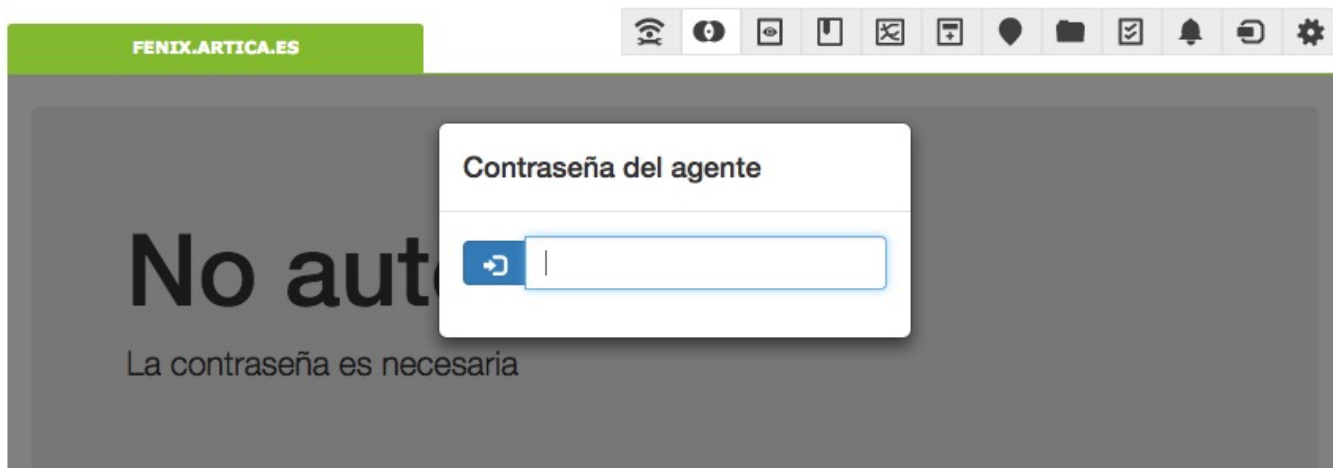 FENIX.ARTICA.ES
Contraseña del agente
No aut
La contraseña es necesaria